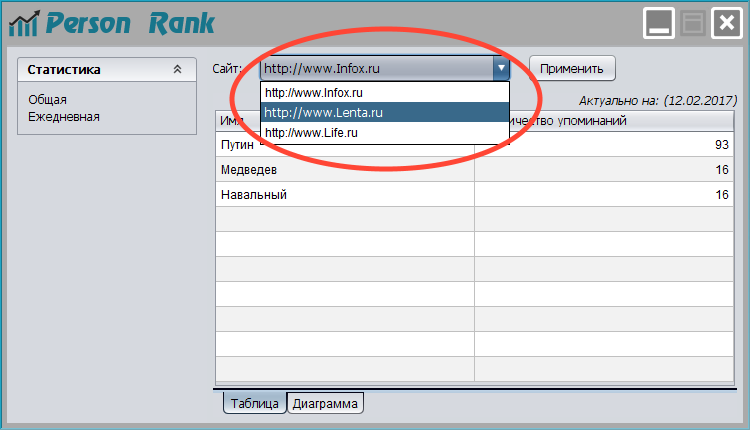 Person Rank
Статистика
Общая
Ежедневная
Сайт:
http://www.Infox.ru
Применить
http://www.Infox.ru
http://www.Lenta.ru
http://www.Life.ru
Актуально на: (12.02.2017)
Имя упоминаний
Путин 93
Медведев 16
Навальный 16
Таблица Диаграмма